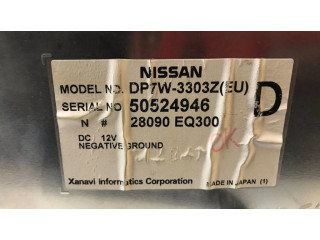 NISSAN
MODEL NO. DP7W-3303Z(EU)
SERIAL NO 50524946 D
N # 28090 EQ300
DC 12V
NEGATIVE GROUND
OK
Xanavi Informatics Corporation MADE IN JAPAN (1)